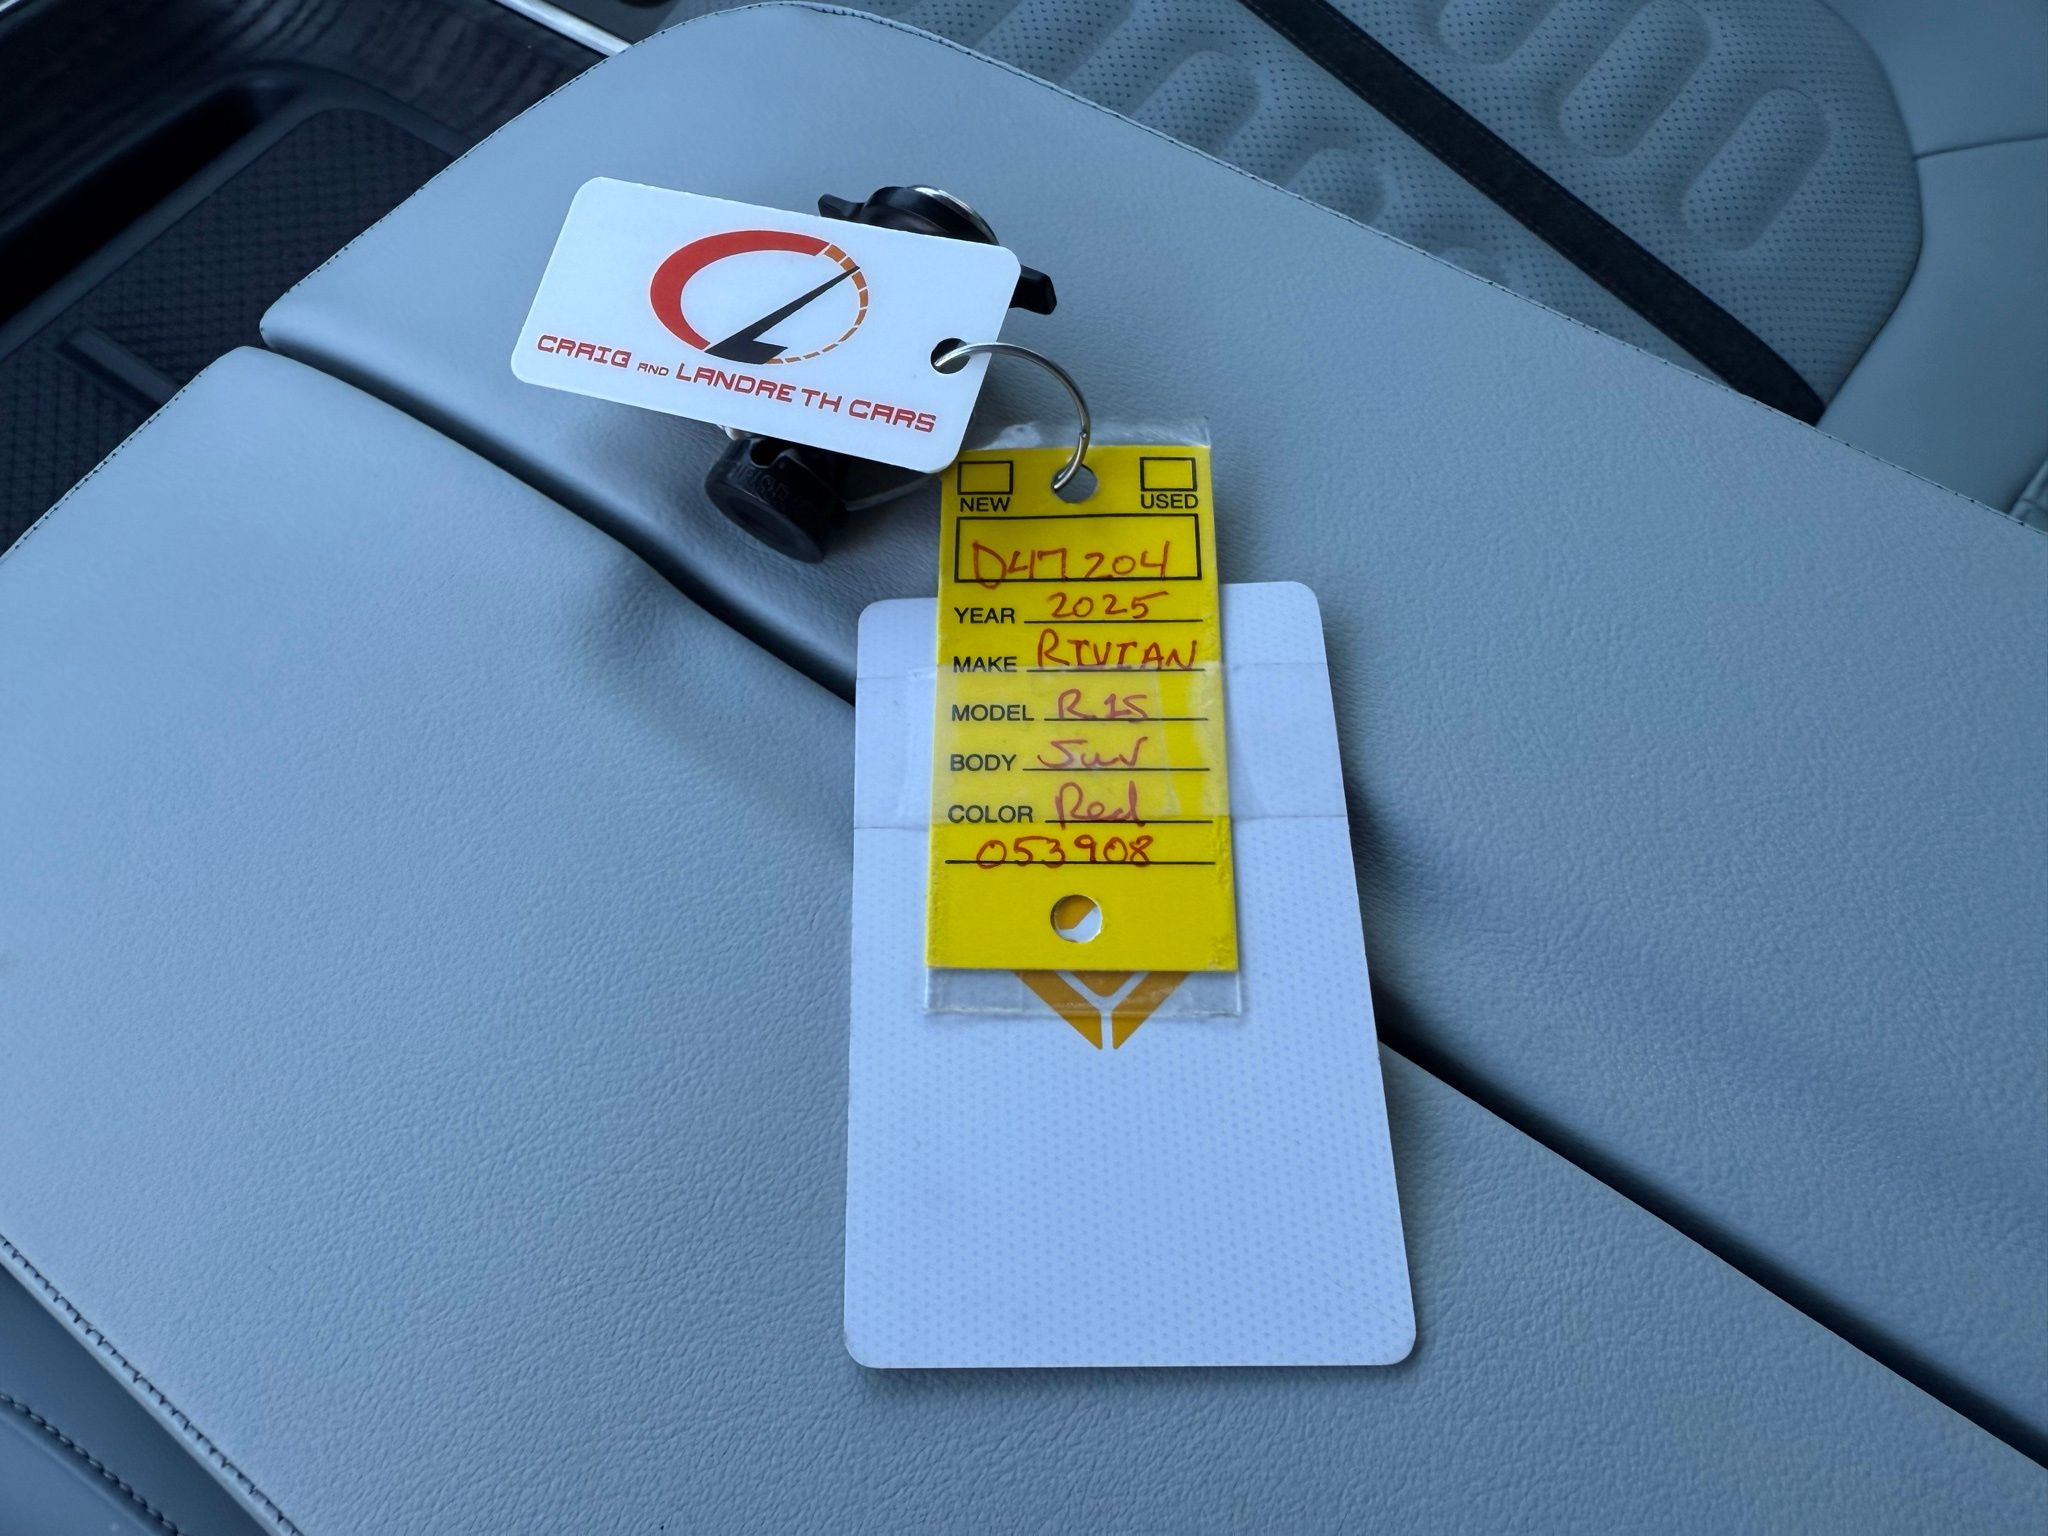 CRAIG AND LANDRETH CARS
NEW USED
D47204
YEAR 2025
MAKE RIVIAN
MODEL R1S
BODY Suv
COLOR Red
053908